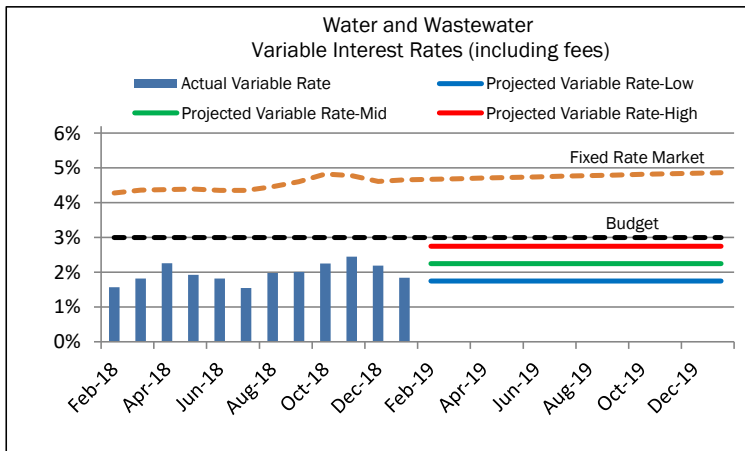 Water and Wastewater
Variable Interest Rates (including fees)
Actual Variable Rate Projected Variable Rate-Low
Projected Variable Rate-Mid Projected Variable Rate-High
6%
5%
4%
3%
2%
1%
0%
Fixed Rate Market
Budget
Feb-18 Apr-18 Jun-18 Aug-18 Oct-18 Dec-18 Feb-19 Apr-19 Jun-19 Aug-19 Oct-19 Dec-19